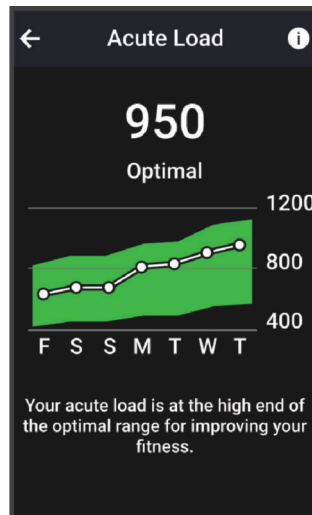 Acute Load
i
950
Optimal
1200
800
400
F S S M T W T
Your acute load is at the high end of
the optimal range for improving your
fitness.